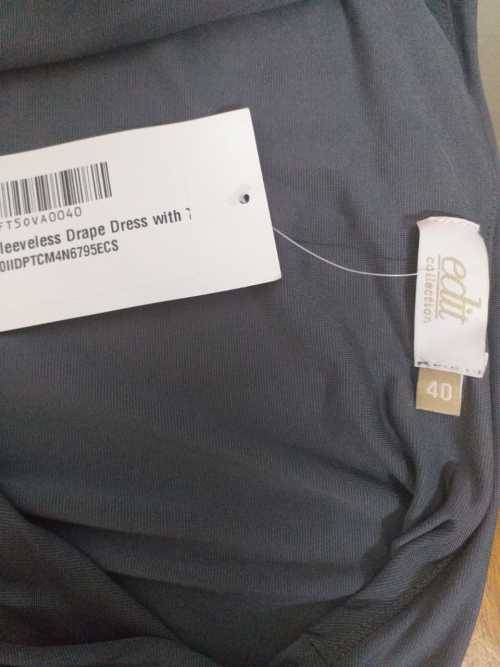 FT50VA0040
leeveless Drape Dress with
0IIDPTCM4N6795ECS
edit
collection
40